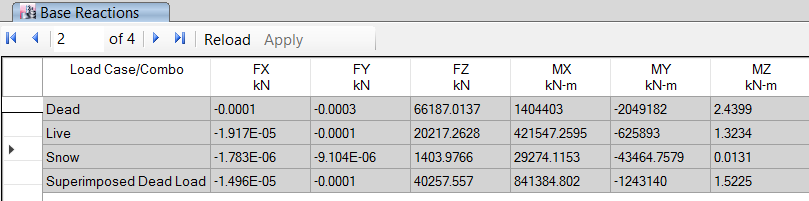 Base Reactions
2 of 4 Reload Apply
Load Case/Combo FX kN FY kN FZ kN MX kN-m MY kN-m MZ kN-m
Dead -0.0001 -0.0003 66187.0137 1404403 -2049182 2.4399
Live -1.917E-05 -0.0001 20217.2628 421547.2595 -625893 1.3234
Snow -1.783E-06 -9.104E-06 1403.9766 29274.1153 -43464.7579 0.0131
Superimposed Dead Load -1.496E-05 -0.0001 40257.557 841384.802 -1243140 1.5225